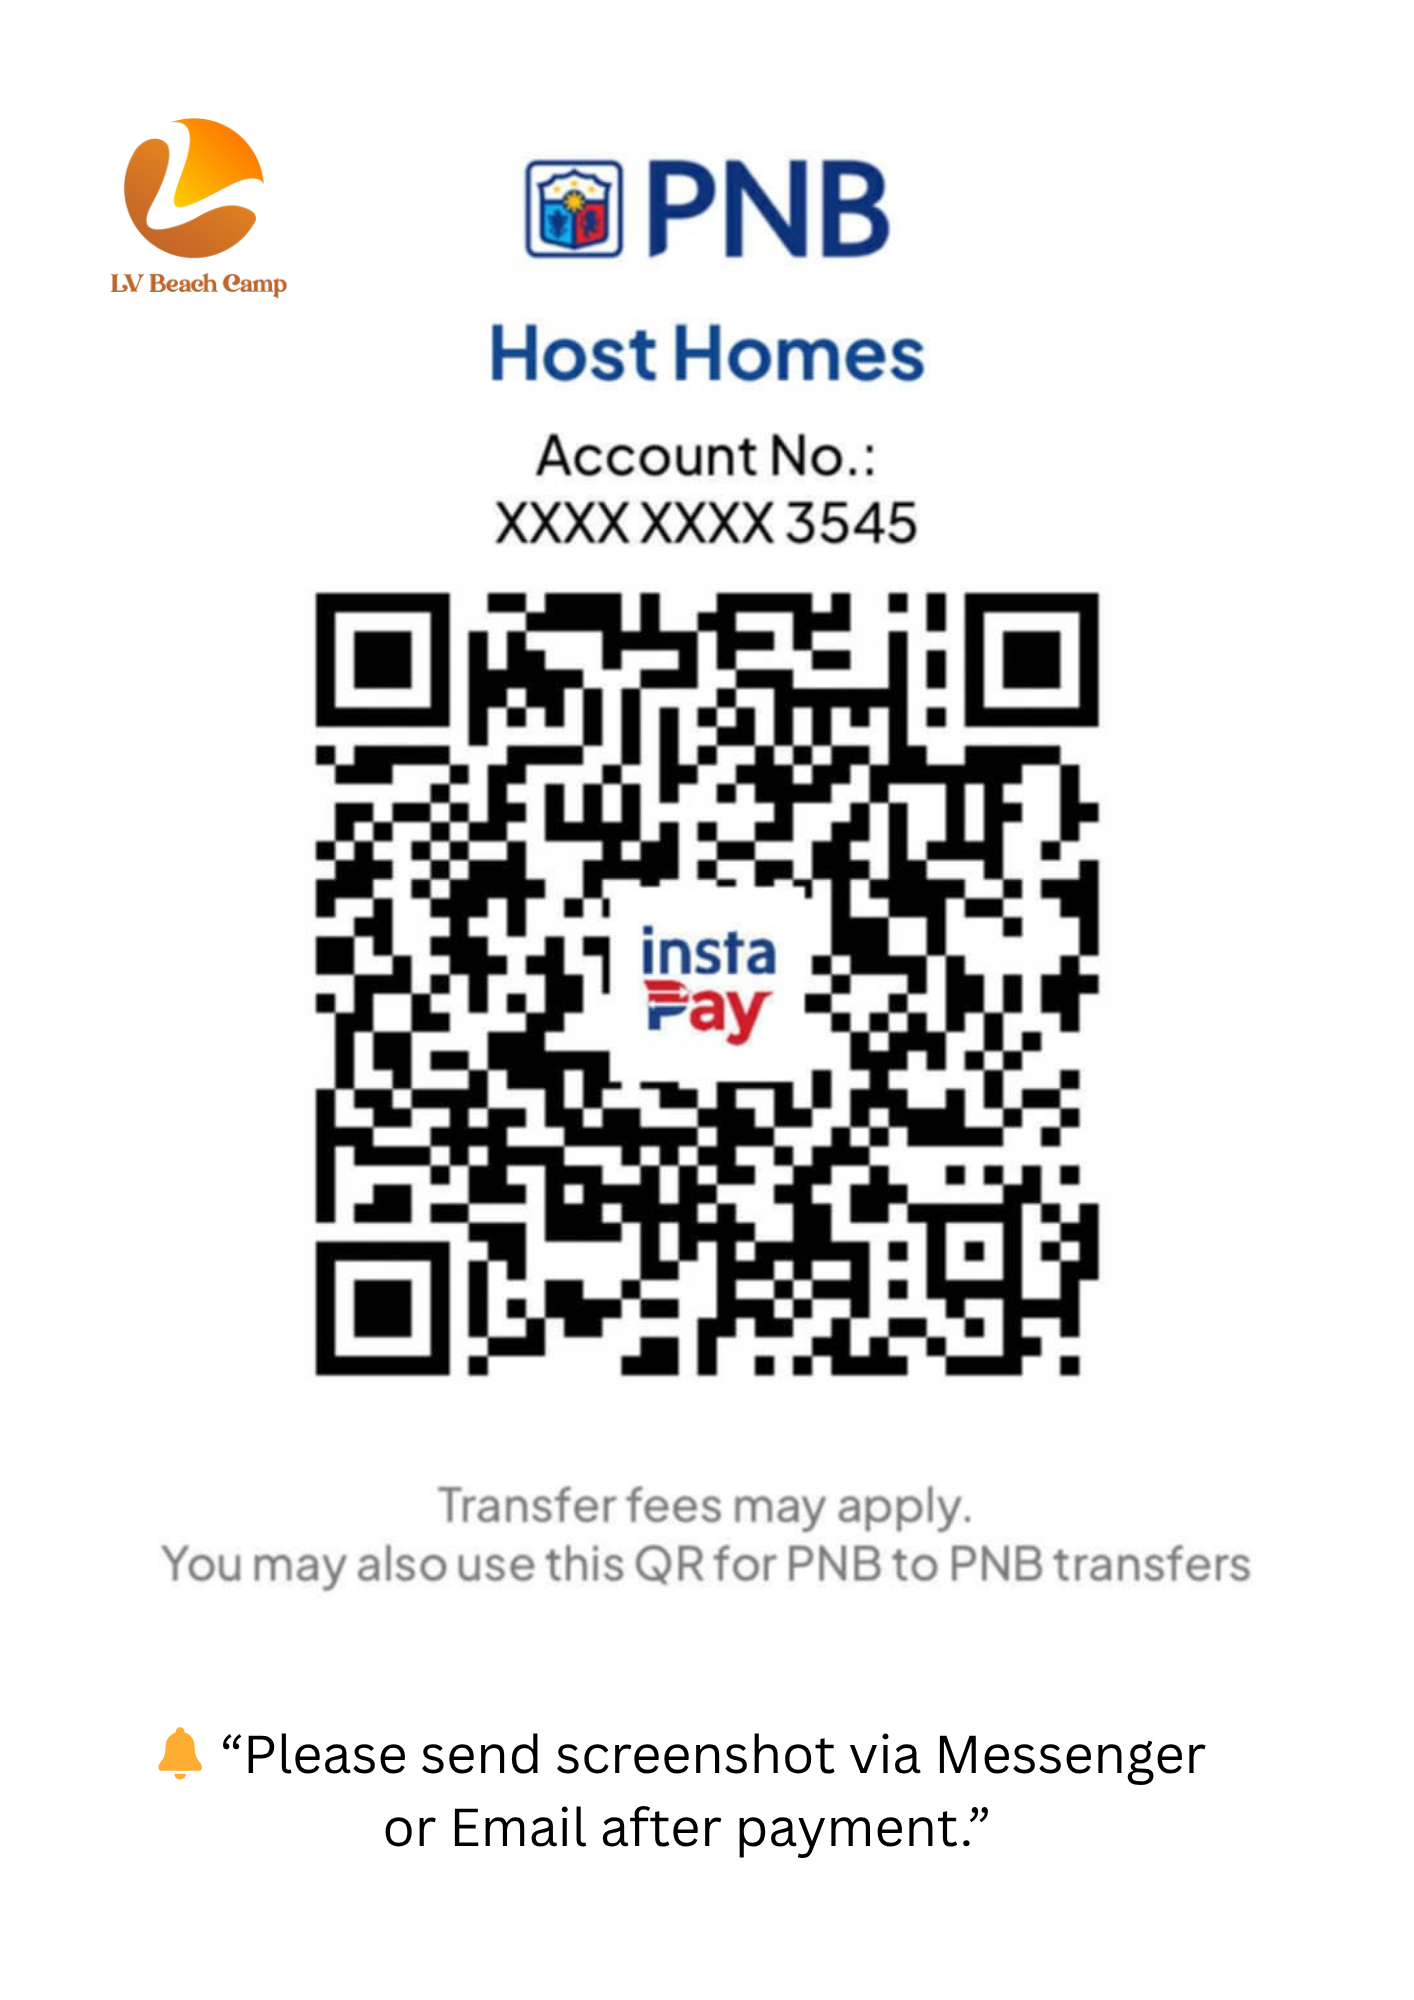 LV Beach Camp
PNB
Host Homes
Account No.:
XXXX XXXX 3545
insta
Pay
Transfer fees may apply.
You may also use this QR for PNB to PNB transfers
“Please send screenshot via Messenger
or Email after payment.”